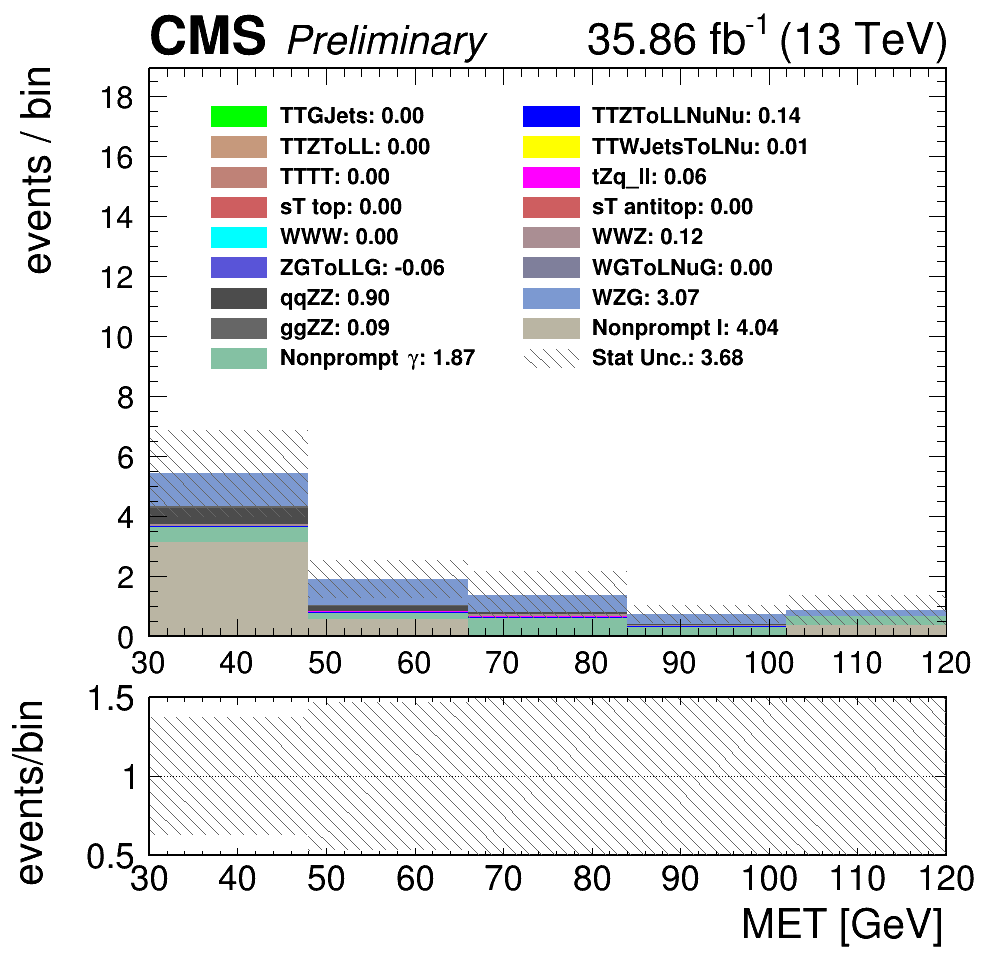 CMS Preliminary 35.86 fb-1 (13 TeV)
events / bin
18
16
14
12
10
8
6
4
2
0
TTGJets: 0.00 TTZToLLNuNu: 0.14
TTZToLL: 0.00 TTWJetsToLNu: 0.01
TTTT: 0.00 tZq_ll: 0.06
sT top: 0.00 sT antitop: 0.00
WWW: 0.00 WWZ: 0.12
ZGToLLG: -0.06 WGToLNuG: 0.00
qqZZ: 0.90 WZG: 3.07
ggZZ: 0.09 Nonprompt l: 4.04
Nonprompt γ: 1.87 Stat Unc.: 3.68
30 40 50 60 70 80 90 100 110 120
events/bin
1.5
1
0.5
30 40 50 60 70 80 90 100 110 120
MET [GeV]